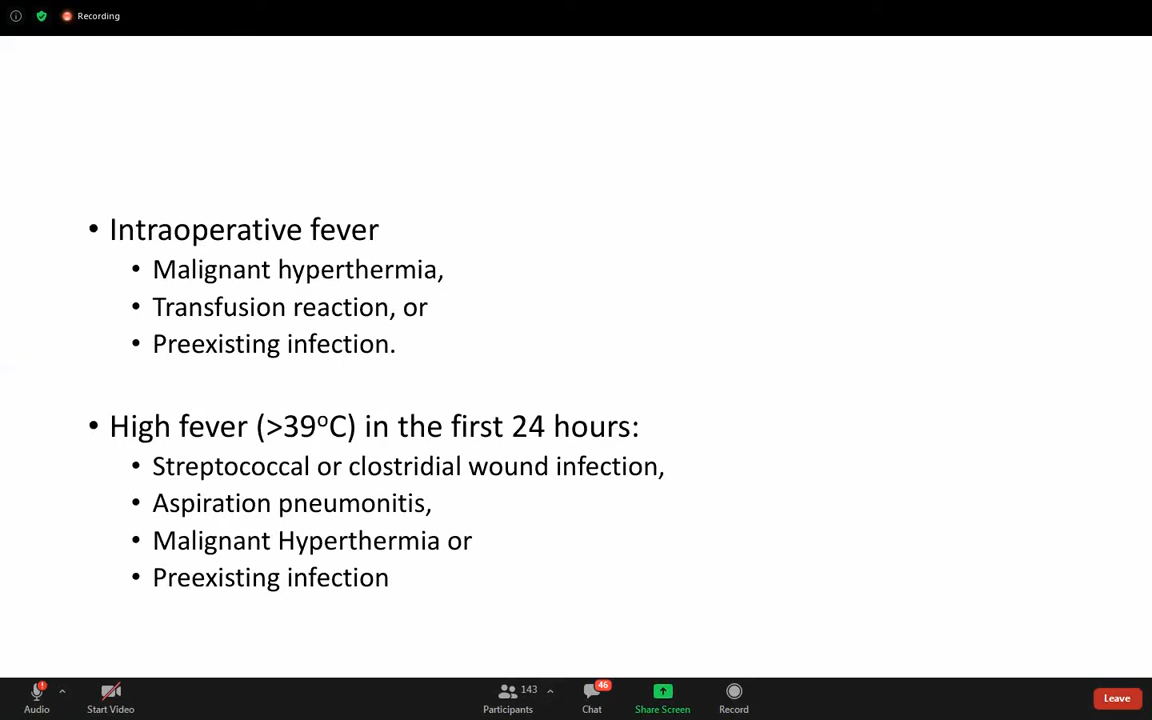 Recording
• Intraoperative fever
• Malignant hyperthermia,
• Transfusion reaction, or
• Preexisting infection.
• High fever (>39°C) in the first 24 hours:
• Streptococcal or clostridial wound infection,
• Aspiration pneumonitis,
• Malignant Hyperthermia or
• Preexisting infection
143
46
Audio
Start Video
Participants
Chat
Share Screen
Record
Leave